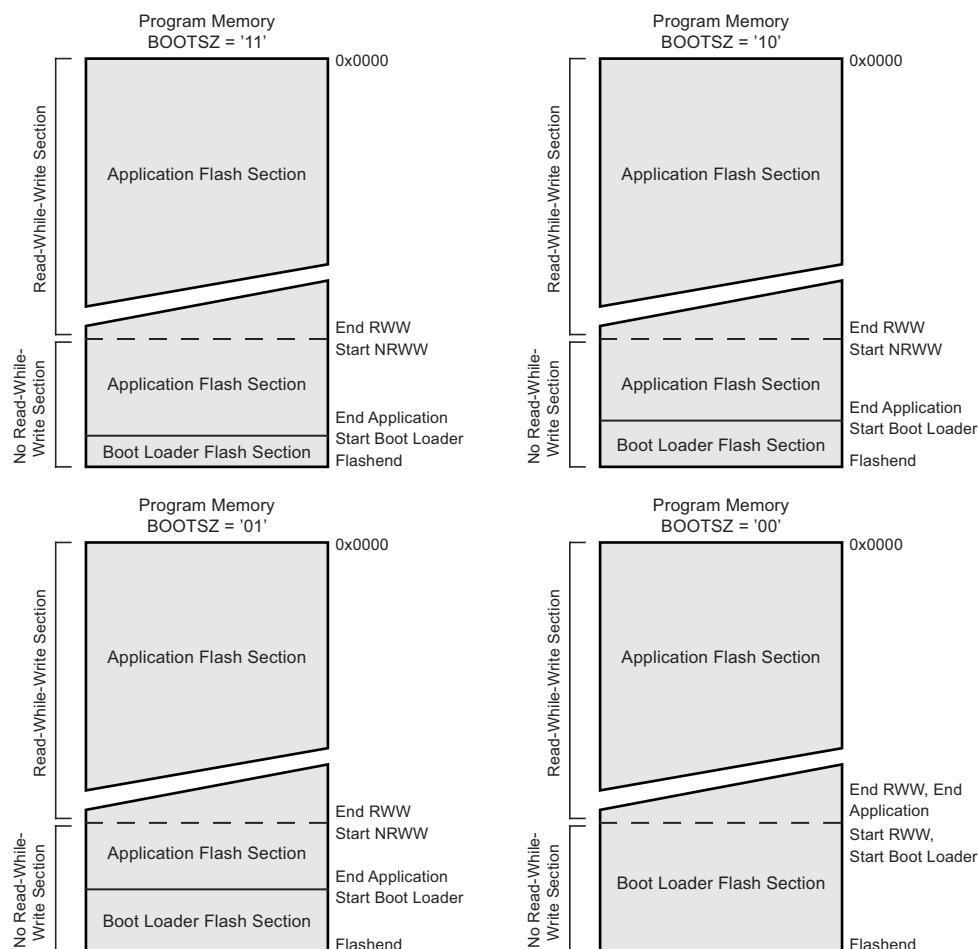 Program Memory
BOOTSZ = '11'
0x0000
Read-While-Write Section
Application Flash Section
End RWW
Start NRWW
No Read-While-
Write Section
Application Flash Section
End Application
Start Boot Loader
Boot Loader Flash Section
Flashend
Program Memory
BOOTSZ = '10'
0x0000
Read-While-Write Section
Application Flash Section
End RWW
Start NRWW
No Read-While-
Write Section
Application Flash Section
End Application
Start Boot Loader
Boot Loader Flash Section
Flashend
Program Memory
BOOTSZ = '01'
0x0000
Read-While-Write Section
Application Flash Section
End RWW
Start NRWW
No Read-While-
Write Section
Application Flash Section
End Application
Start Boot Loader
Boot Loader Flash Section
Flashend
Program Memory
BOOTSZ = '00'
0x0000
Read-While-Write Section
Application Flash Section
End RWW, End
Application
Start RWW,
Start Boot Loader
No Read-While-
Write Section
Boot Loader Flash Section
Flashend